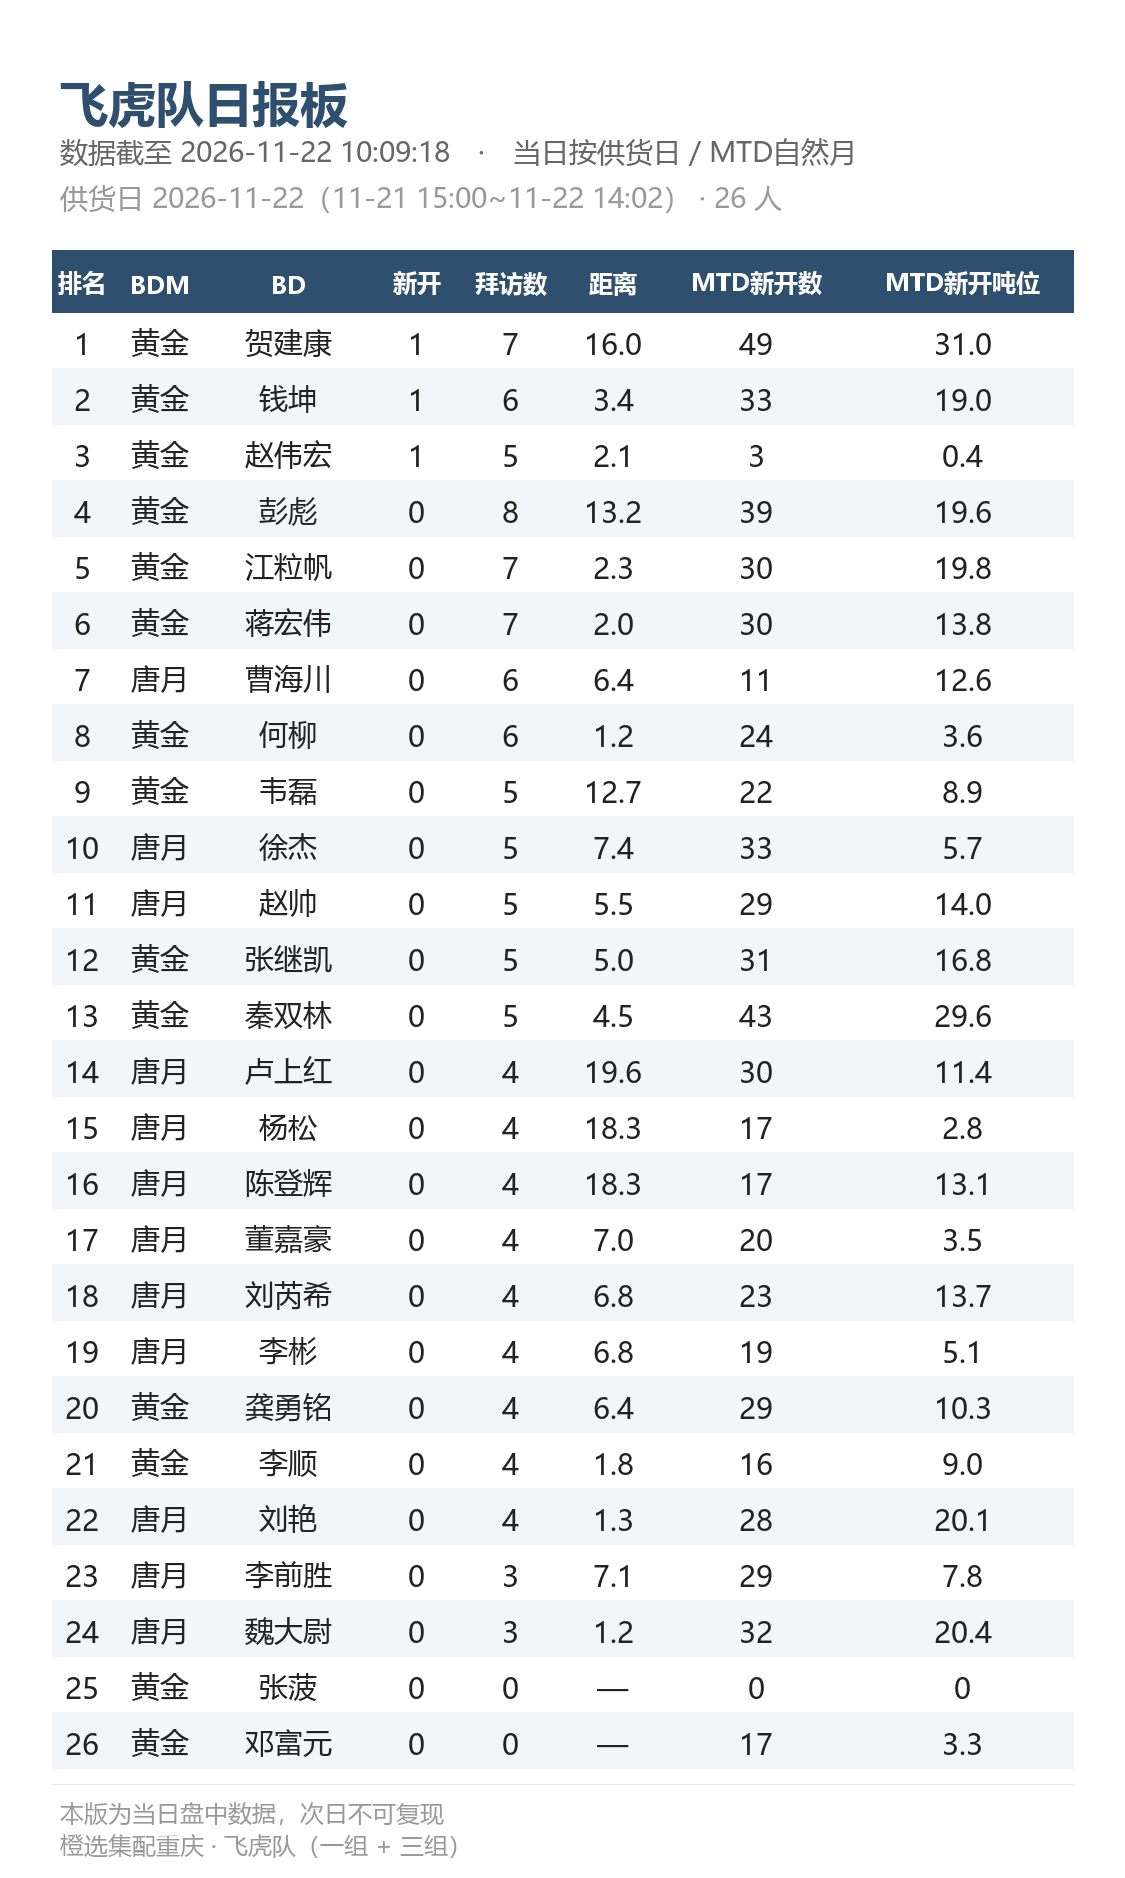 飞虎队日报板
数据截至 2026-11-22 10:09:18 · 当日按供货日 / MTD自然月
供货日 2026-11-22（11-21 15:00~11-22 14:02） · 26 人
排名 BDM BD 新开 拜访数 距离 MTD新开数 MTD新开吨位
1 黄金 贺建康 1 7 16.0 49 31.0
2 黄金 钱坤 1 6 3.4 33 19.0
3 黄金 赵伟宏 1 5 2.1 3 0.4
4 黄金 彭彪 0 8 13.2 39 19.6
5 黄金 江粒帆 0 7 2.3 30 19.8
6 黄金 蒋宏伟 0 7 2.0 30 13.8
7 唐月 曹海川 0 6 6.4 11 12.6
8 黄金 何柳 0 6 1.2 24 3.6
9 黄金 韦磊 0 5 12.7 22 8.9
10 唐月 徐杰 0 5 7.4 33 5.7
11 唐月 赵帅 0 5 5.5 29 14.0
12 黄金 张继凯 0 5 5.0 31 16.8
13 黄金 秦双林 0 5 4.5 43 29.6
14 唐月 卢上红 0 4 19.6 30 11.4
15 唐月 杨松 0 4 18.3 17 2.8
16 唐月 陈登辉 0 4 18.3 17 13.1
17 唐月 董嘉豪 0 4 7.0 20 3.5
18 唐月 刘芮希 0 4 6.8 23 13.7
19 唐月 李彬 0 4 6.8 19 5.1
20 黄金 龚勇铭 0 4 6.4 29 10.3
21 黄金 李顺 0 4 1.8 16 9.0
22 唐月 刘艳 0 4 1.3 28 20.1
23 唐月 李前胜 0 3 7.1 29 7.8
24 唐月 魏大尉 0 3 1.2 32 20.4
25 黄金 张菠 0 0 — 0 0
26 黄金 邓富元 0 0 — 17 3.3
本版为当日盘中数据，次日不可复现
橙选集配重庆 · 飞虎队（一组 + 三组）